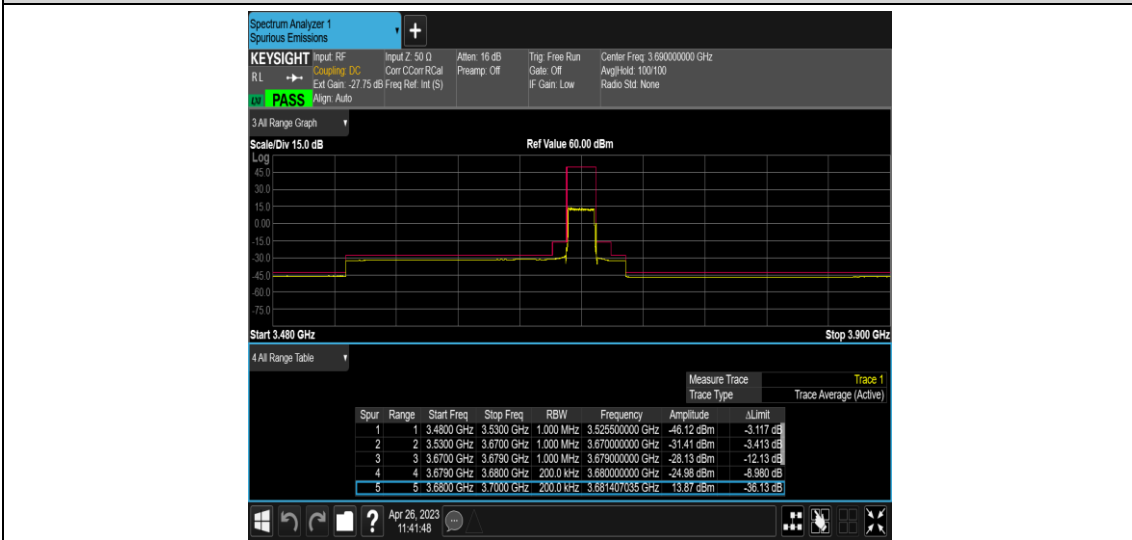 Spectrum Analyzer 1
Spurious Emissions
+
KEYSIGHT Input: RF Input Z: 50 Ω Atten: 16 dB Trig: Free Run Center Freq: 3.690000000 GHz
RL Coupling: DC Corr CCorr RCal Preamp: Off Gate: Off Avg|Hold: 100/100
Ext Gain: -27.75 dB Freq Ref: Int (S) IF Gain: Low Radio Std: None
LXI PASS Align: Auto
3 All Range Graph
Scale/Div 15.0 dB Ref Value 60.00 dBm
Log
45.0
30.0
15.0
0.00
-15.0
-30.0
-45.0
-60.0
-75.0
Start 3.480 GHz Stop 3.900 GHz
4 All Range Table
Measure Trace Trace 1
Trace Type Trace Average (Active)
Spur Range Start Freq Stop Freq RBW Frequency Amplitude ΔLimit
1 1 3.4800 GHz 3.5300 GHz 1.000 MHz 3.525500000 GHz -46.12 dBm -3.117 dB
2 2 3.5300 GHz 3.6700 GHz 1.000 MHz 3.670000000 GHz -31.41 dBm -3.413 dB
3 3 3.6700 GHz 3.6790 GHz 1.000 MHz 3.679000000 GHz -28.13 dBm -12.13 dB
4 4 3.6790 GHz 3.6800 GHz 200.0 kHz 3.680000000 GHz -24.98 dBm -8.980 dB
5 5 3.6800 GHz 3.7000 GHz 200.0 kHz 3.681407035 GHz 13.87 dBm -36.13 dB
? Apr 26, 2023
11:41:48